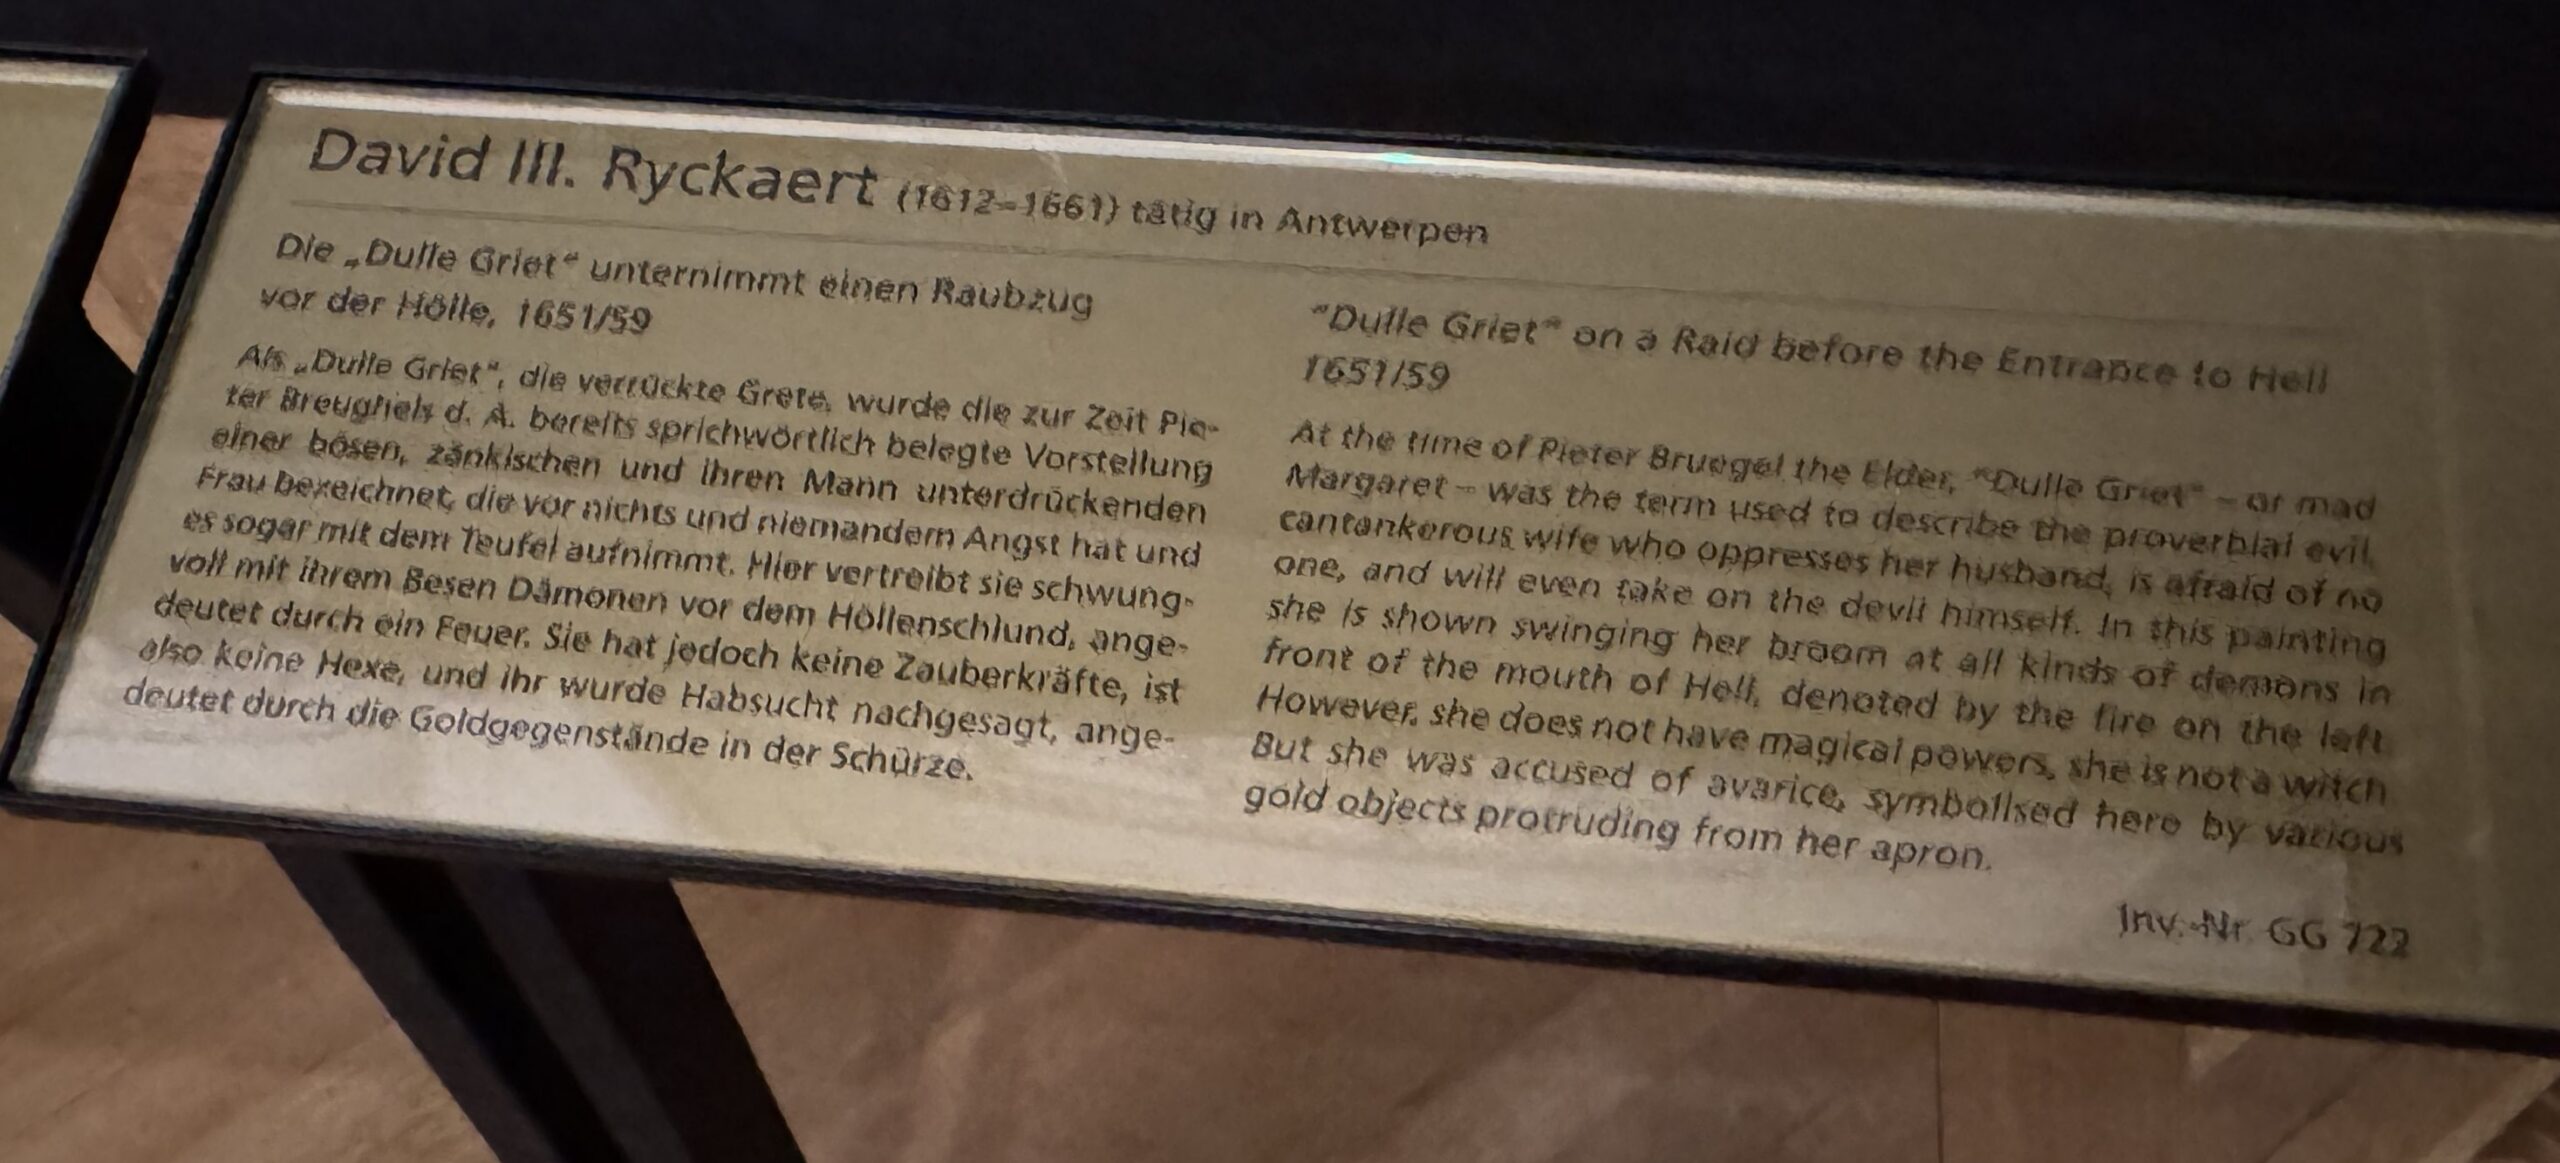 David III. Ryckaert (1612–1661) tätig in Antwerpen
Die „Dulle Griet“ unternimmt einen Raubzug
vor der Hölle, 1651/59
Als „Dulle Griet“, die verrückte Grete, wurde die zur Zeit Pie-
ter Breughels d. Ä. bereits sprichwörtlich belegte Vorstellung
einer bösen, zänkischen und ihren Mann unterdrückenden
Frau bezeichnet, die vor nichts und niemandem Angst hat und
es sogar mit dem Teufel aufnimmt. Hier vertreibt sie schwung-
voll mit ihrem Besen Dämonen vor dem Höllenschlund, ange-
deutet durch ein Feuer. Sie hat jedoch keine Zauberkräfte, ist
also keine Hexe, und ihr wurde Habsucht nachgesagt, ange-
deutet durch die Goldgegenstände in der Schürze.
“Dulle Griet” on a Raid before the Entrance to Hell
1651/59
At the time of Pieter Bruegel the Elder, “Dulle Griet” – or mad
Margaret – was the term used to describe the proverbial evil,
cantankerous wife who oppresses her husband, is afraid of no
one, and will even take on the devil himself. In this painting
she is shown swinging her broom at all kinds of demons in
front of the mouth of Hell, denoted by the fire on the left.
However, she does not have magical powers, she is not a witch.
But she was accused of avarice, symbolised here by various
gold objects protruding from her apron.
Inv.-Nr. GG 722